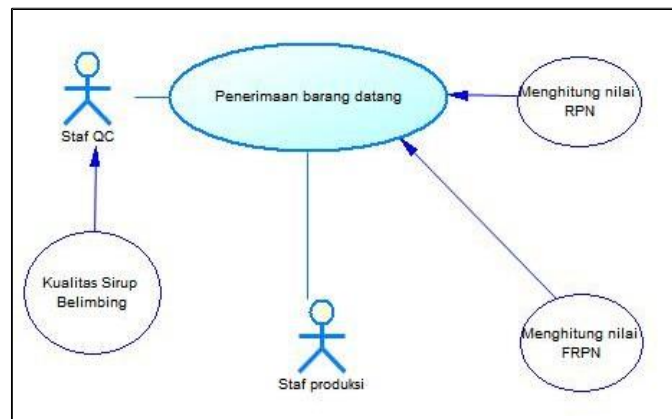 Penerimaan barang datang
Menghitung nilai
RPN
Staf QC
Kualitas Sirup
Belimbing
Menghitung nilai
FRPN
Staf produksi